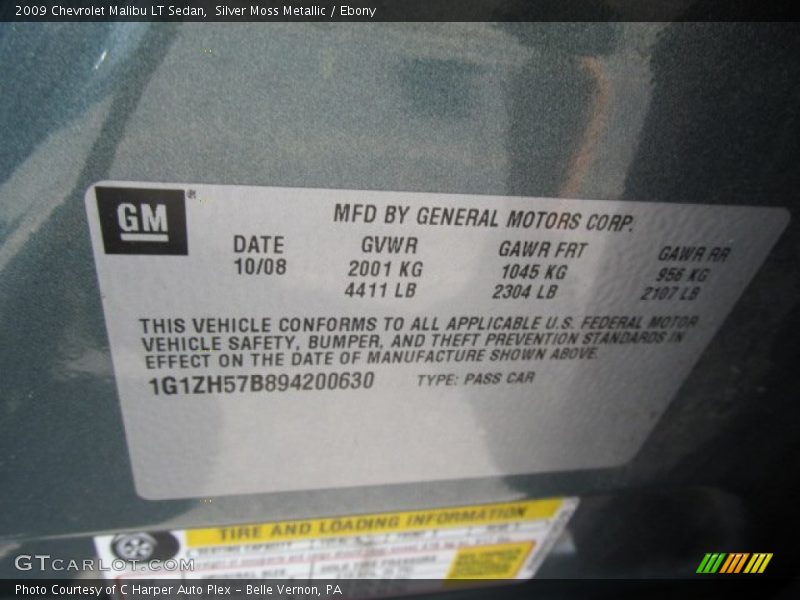 2009 Chevrolet Malibu LT Sedan,  Silver Moss Metallic / Ebony
GM
MFD BY GENERAL MOTORS CORP.
DATE GVWR GAWR FRT GAWR RR
10/08 2001 KG 1045 KG 956 KG
4411 LB 2304 LB 2107 LB
THIS VEHICLE CONFORMS TO ALL APPLICABLE U.S. FEDERAL MOTOR
VEHICLE SAFETY, BUMPER, AND THEFT PREVENTION STANDARDS IN
EFFECT ON THE DATE OF MANUFACTURE SHOWN ABOVE.
1G1ZH57B894200630 TYPE: PASS CAR
TIRE AND LOADING INFORMATION
GTCARLOT.COM
Photo Courtesy of C Harper Auto Plex – Belle Vernon, PA